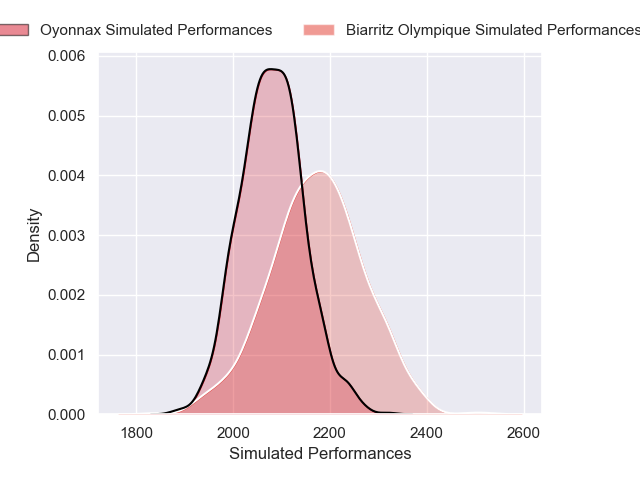 Oyonnax Simulated Performances Biarritz Olympique Simulated Performances
0.006
0.005
0.004
0.003
0.002
0.001
0.000
Density
1800 2000 2200 2400 2600
Simulated Performances